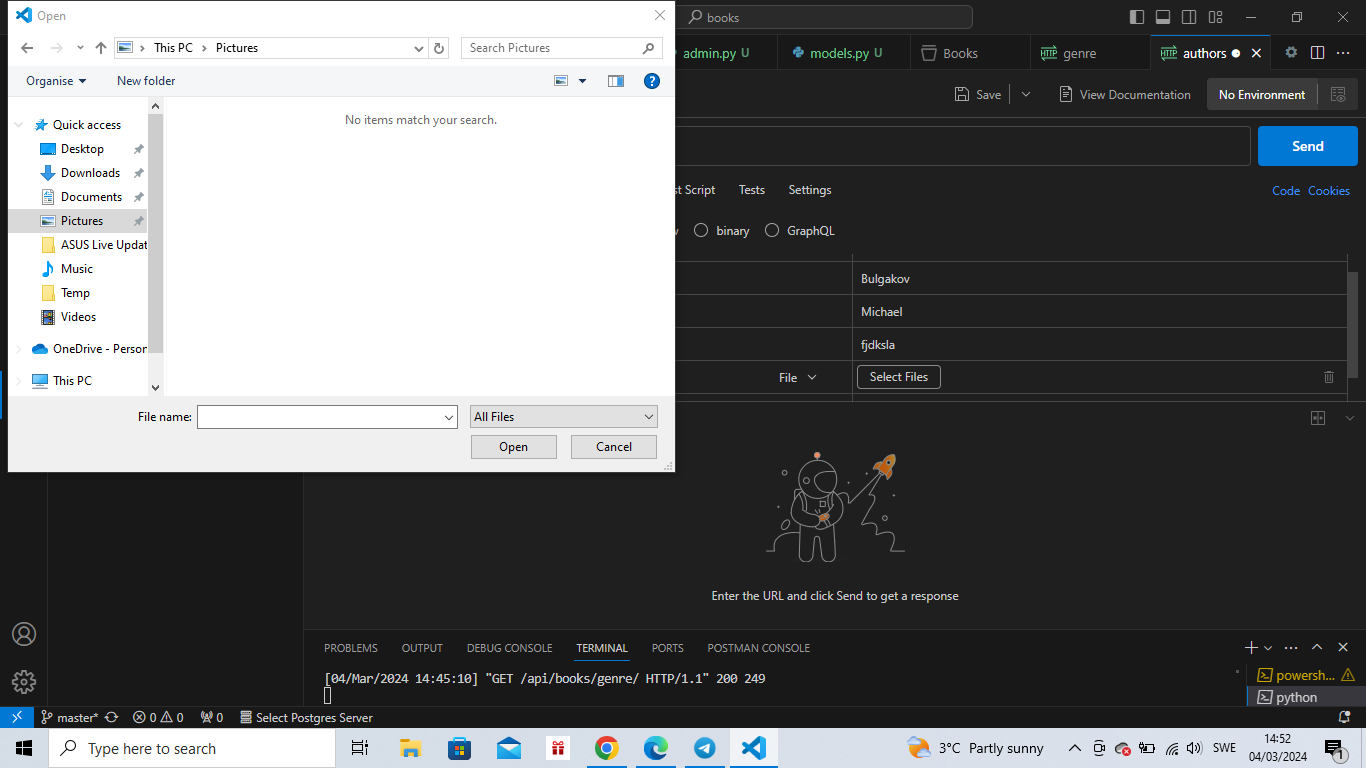 Open
books
This PC
Pictures
Search Pictures
admin.py U
models.py U
Books
HTTP genre
HTTP authors
Organise
New folder
Save
View Documentation
No Environment
No items match your search.
Quick access
Desktop
Downloads
Documents
Pictures
ASUS Live Updat
Music
Temp
Videos
OneDrive - Person
This PC
Send
st Script
Tests
Settings
Code
Cookies
binary
GraphQL
Bulgakov
Michael
fjdksla
File
Select Files
File name:
All Files
Open
Cancel
Enter the URL and click Send to get a response
PROBLEMS
OUTPUT
DEBUG CONSOLE
TERMINAL
PORTS
POSTMAN CONSOLE
[04/Mar/2024 14:45:10] "GET /api/books/genre/ HTTP/1.1" 200 249
powersh...
python
master*
0
0
0
Select Postgres Server
Type here to search
3°C Partly sunny
SWE
14:52
04/03/2024
1